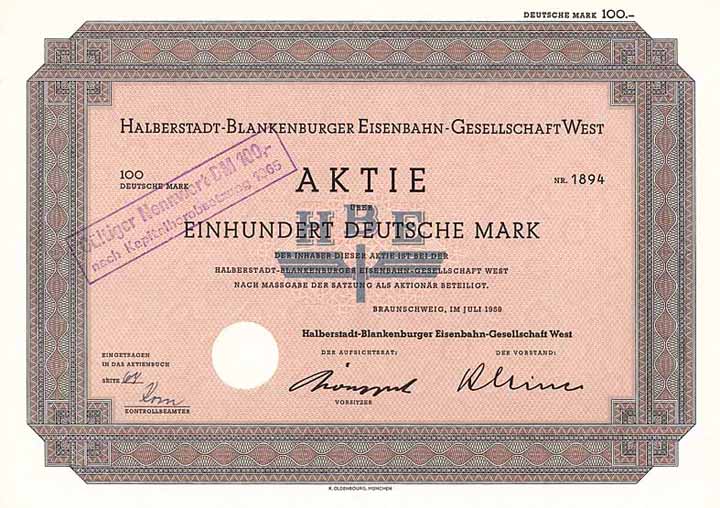 DEUTSCHE MARK 100.–
HALBERSTADT-BLANKENBURGER EISENBAHN-GESELLSCHAFT WEST
100
DEUTSCHE MARK
Gültiger Nennwert DM 100,-
nach Kapitalherabsetzung 1965
AKTIE
NR. 1894
ÜBER
HBE
EINHUNDERT DEUTSCHE MARK
DER INHABER DIESER AKTIE IST BEI DER
HALBERSTADT-BLANKENBURGER EISENBAHN-GESELLSCHAFT WEST
NACH MASSGABE DER SATZUNG ALS AKTIONÄR BETEILIGT.
BRAUNSCHWEIG, IM JULI 1959
Halberstadt-Blankenburger Eisenbahn-Gesellschaft West
EINGETRAGEN
IN DAS AKTIENBUCH
SEITE 64
KONTROLLBEAMTER
DER AUFSICHTSRAT:
VORSITZER
DER VORSTAND:
R. OLDENBOURG, MÜNCHEN